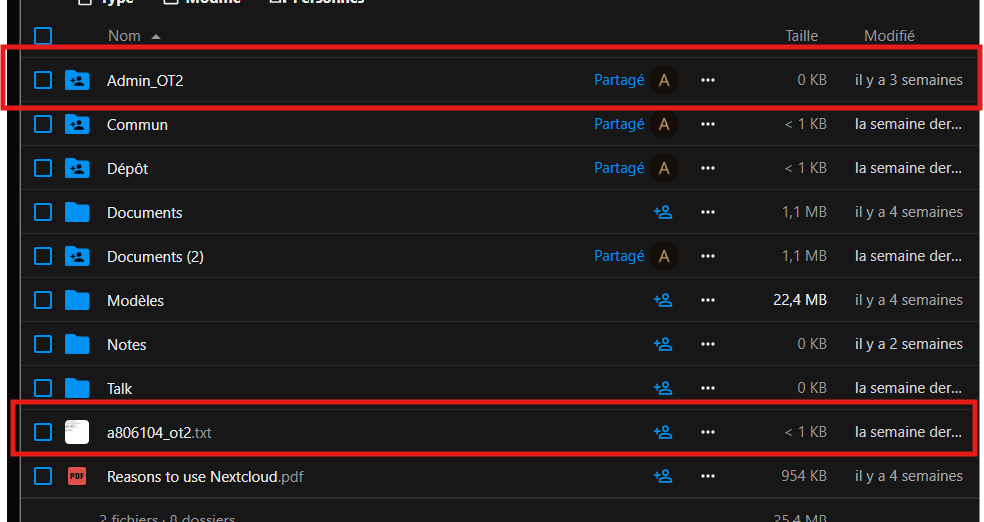 Type Modifié Personnes
Nom Taille Modifié
Admin_OT2 Partagé A 0 KB il y a 3 semaines
Commun Partagé A < 1 KB la semaine der...
Dépôt Partagé A < 1 KB la semaine der...
Documents 1,1 MB il y a 4 semaines
Documents (2) Partagé A 1,1 MB la semaine der...
Modèles 22,4 MB il y a 4 semaines
Notes 0 KB il y a 2 semaines
Talk 0 KB la semaine der...
a806104_ot2.txt < 1 KB la semaine der...
PDF Reasons to use Nextcloud.pdf 954 KB il y a 4 semaines
2 fichiers · 8 dossiers 25,4 MB